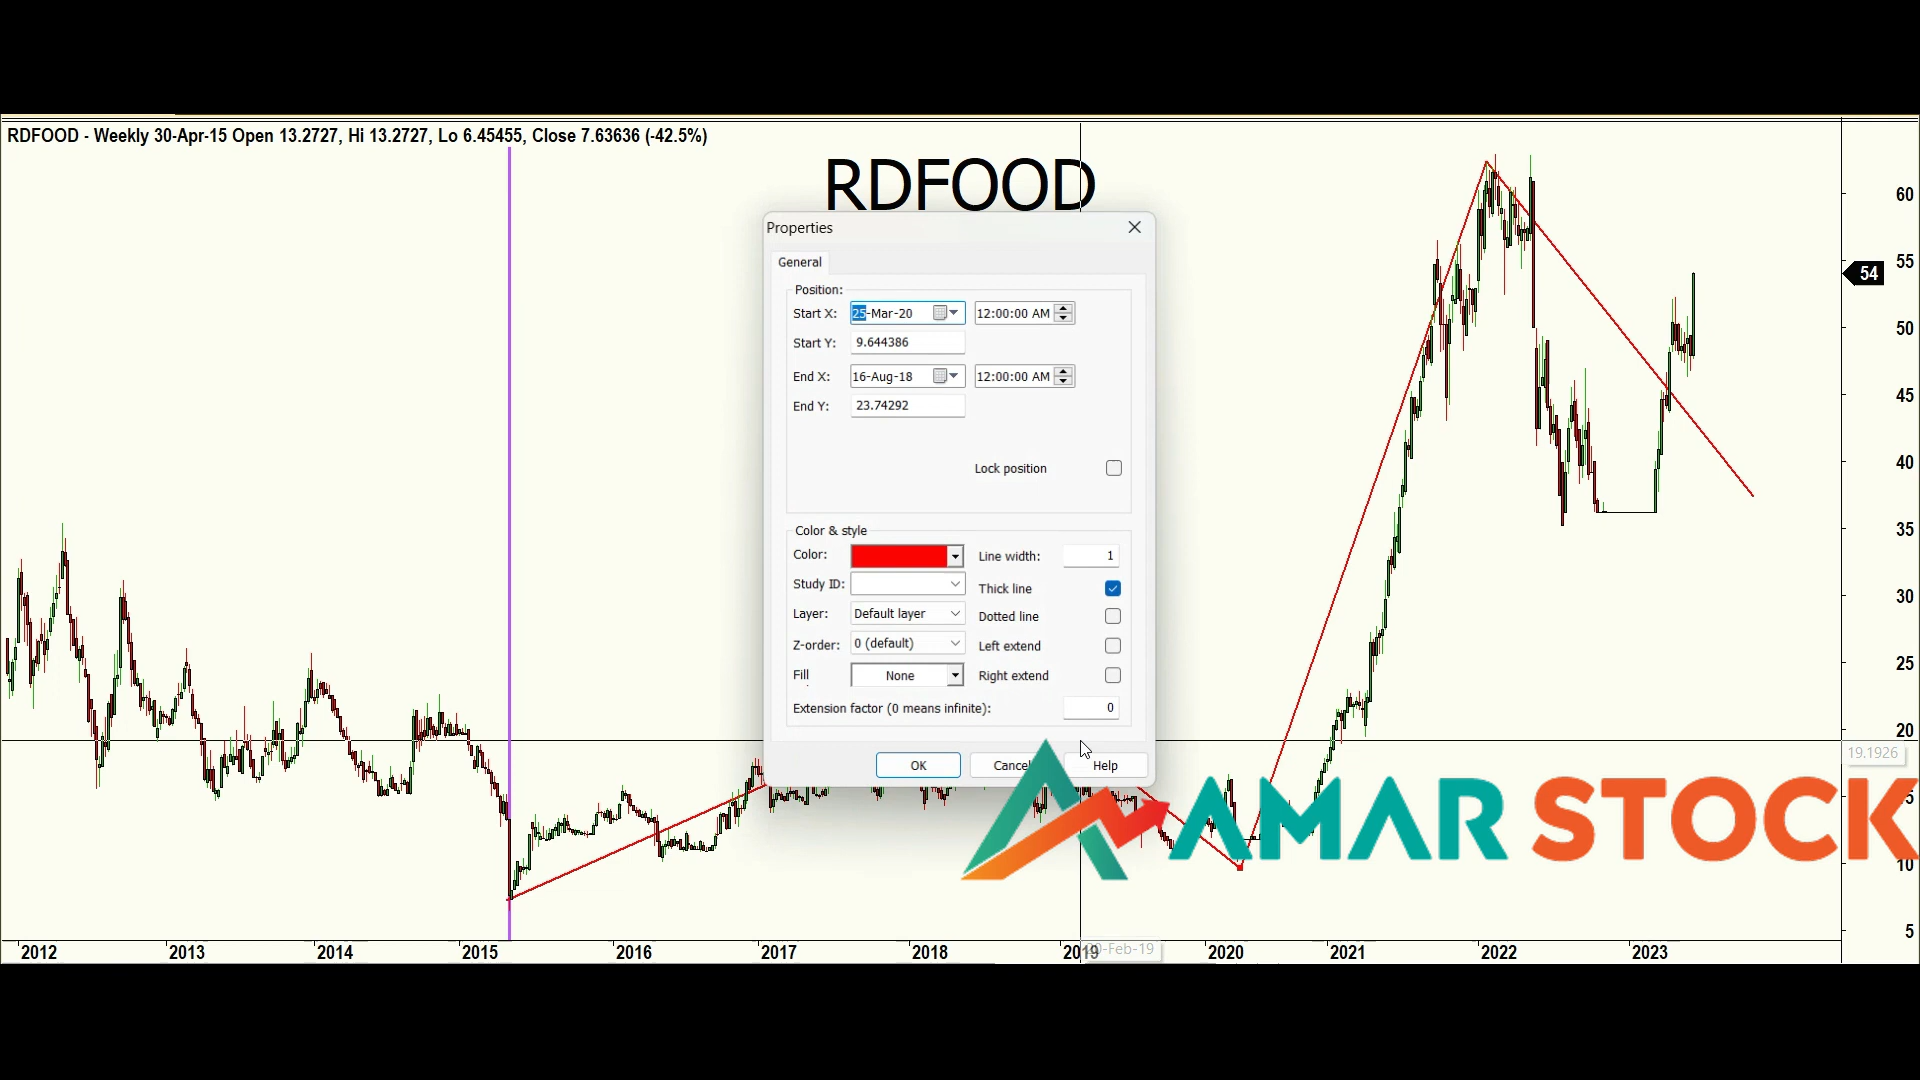 RDFOOD - Weekly 30-Apr-15 Open 13.2727, Hi 13.2727, Lo 6.45455, Close 7.63636 (-42.5%)
RDFOOD
Properties
General
Position:
Start X: 25-Mar-20 12:00:00 AM
Start Y: 9.644386
End X: 16-Aug-18 12:00:00 AM
End Y: 23.74292
Lock position
Color & style
Color: Line width: 1
Study ID: Thick line
Layer: Default layer Dotted line
Z-order: 0 (default) Left extend
Fill None Right extend
Extension factor (0 means infinite): 0
OK Cancel Help
60
55
54
50
45
40
35
30
25
20
19.1926
10
5
AMAR STOCK
2012 2013 2014 2015 2016 2017 2018 2019 2020 2021 2022 2023